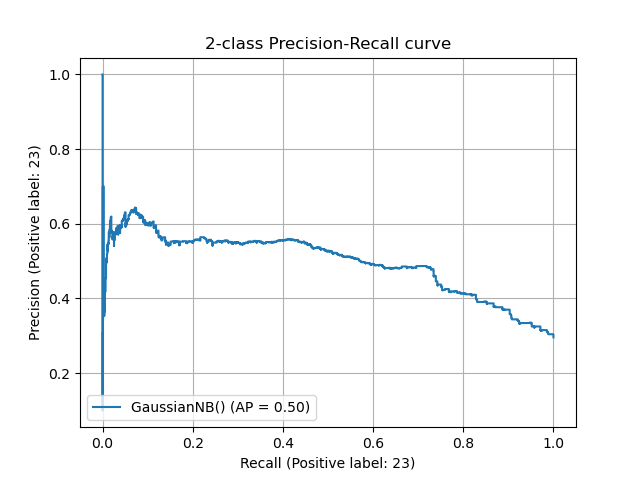 2-class Precision-Recall curve
1.0
0.8
0.6
0.4
0.2
Precision (Positive label: 23)
GaussianNB() (AP = 0.50)
0.0
0.2
0.4
0.6
0.8
1.0
Recall (Positive label: 23)